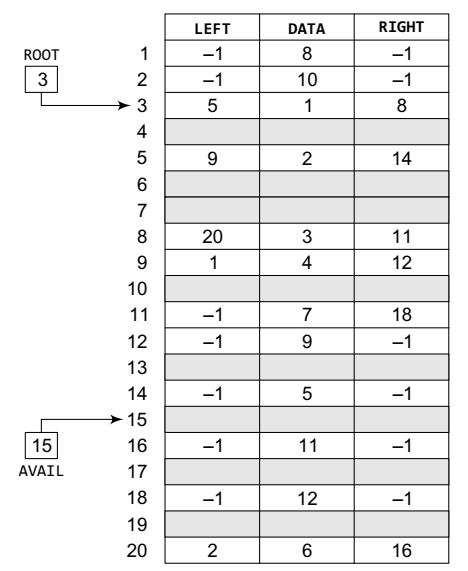 LEFT DATA RIGHT
ROOT 1 –1 8 –1
3 2 –1 10 –1
3 5 1 8
4
5 9 2 14
6
7
8 20 3 11
9 1 4 12
10
11 –1 7 18
12 –1 9 –1
13
14 –1 5 –1
15
15 16 –1 11 –1
AVAIL 17
18 –1 12 –1
19
20 2 6 16